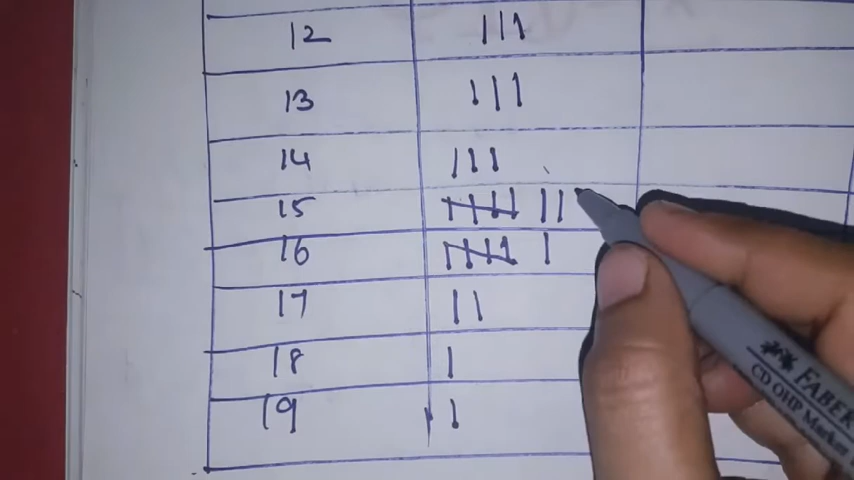 12 |||
13 |||
14 |||
15 ̶|̶|̶|̶|̶ ||
16 ̶|̶|̶|̶|̶ |
17 ||
18 |
19 |
FABER
CD OHP Marker